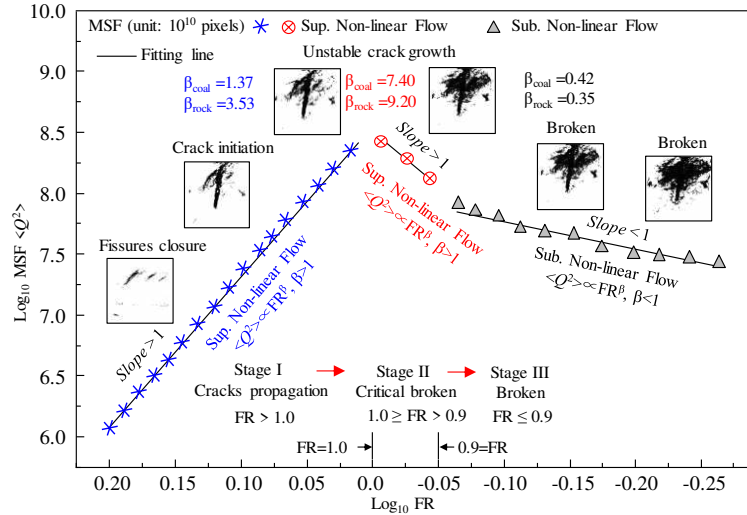 MSF (unit: 10¹⁰ pixels) Sup. Non-linear Flow Sub. Non-linear Flow
Fitting line
Unstable crack growth
β_coal=1.37
β_rock=3.53
β_coal=7.40
β_rock=9.20
β_coal=0.42
β_rock=0.35
Crack initiation
Slope>1
Broken
Broken
Fissures closure
Sup. Non-linear Flow
<Q²>∝FR^β, β>1
Slope<1
Sub. Non-linear Flow
<Q²>∝FR^β, β<1
Slope>1
Sup. Non-linear Flow
<Q²>∝FR^β, β>1
Stage I
Cracks propagation
FR > 1.0
Stage II
Critical broken
1.0 ≥ FR > 0.9
Stage III
Broken
FR ≤ 0.9
FR=1.0
0.9=FR
Log₁₀ MSF <Q²>
10.0
9.5
9.0
8.5
8.0
7.5
7.0
6.5
6.0
0.20 0.15 0.10 0.05 0.0 -0.05 -0.10 -0.15 -0.20 -0.25
Log₁₀ FR